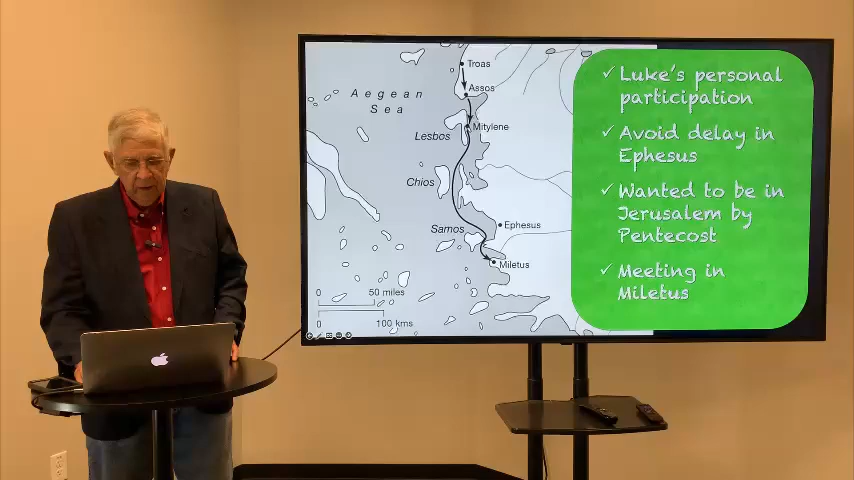 Troas
Assos
Aegean
Sea
Mitylene
Lesbos
Chios
Ephesus
Samos
Miletus
0 50 miles
0 100 kms
✓ Luke's personal
participation
✓ Avoid delay in
Ephesus
✓ Wanted to be in
Jerusalem by
Pentecost
✓ Meeting in
Miletus